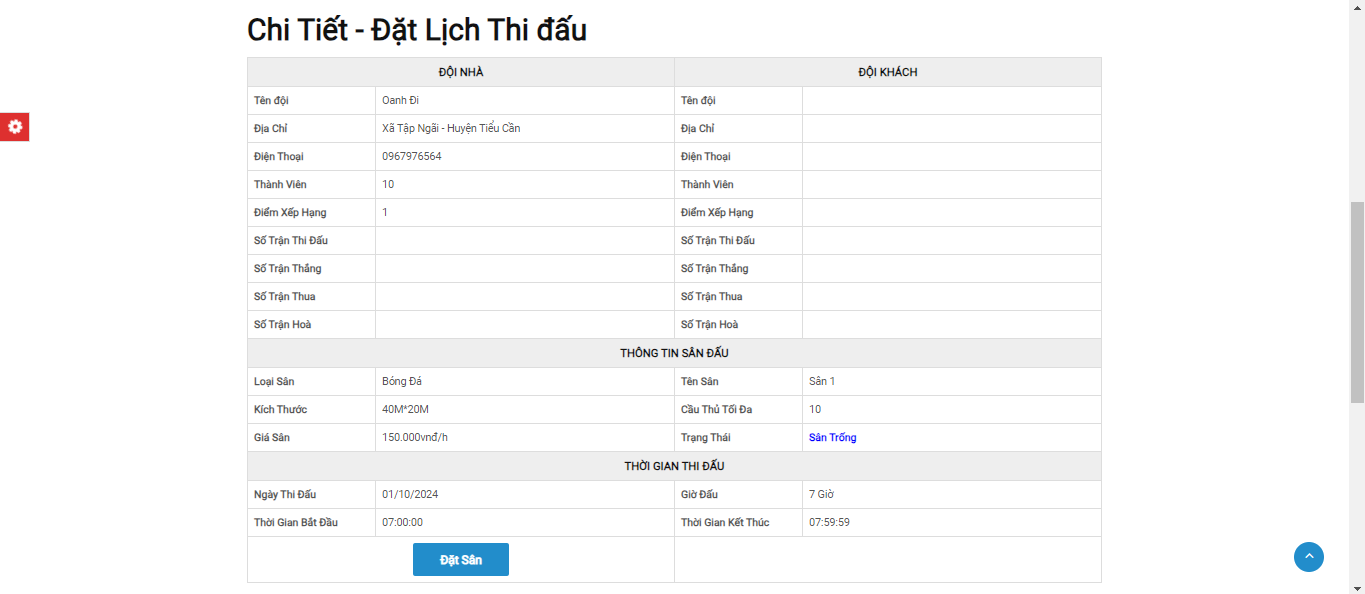 Chi Tiết - Đặt Lịch Thi đấu
ĐỘI NHÀ ĐỘI KHÁCH
Tên đội Oanh Đi Tên đội
Địa Chỉ Xã Tập Ngãi - Huyện Tiểu Cần Địa Chỉ
Điện Thoại 0967976564 Điện Thoại
Thành Viên 10 Thành Viên
Điểm Xếp Hạng 1 Điểm Xếp Hạng
Số Trận Thi Đấu Số Trận Thi Đấu
Số Trận Thắng Số Trận Thắng
Số Trận Thua Số Trận Thua
Số Trận Hoà Số Trận Hoà
THÔNG TIN SÂN ĐẤU
Loại Sân Bóng Đá Tên Sân Sân 1
Kích Thước 40M*20M Cầu Thủ Tối Đa 10
Giá Sân 150.000vnđ/h Trạng Thái Sân Trống
THỜI GIAN THI ĐẤU
Ngày Thi Đấu 01/10/2024 Giờ Đấu 7 Giờ
Thời Gian Bắt Đầu 07:00:00 Thời Gian Kết Thúc 07:59:59
Đặt Sân